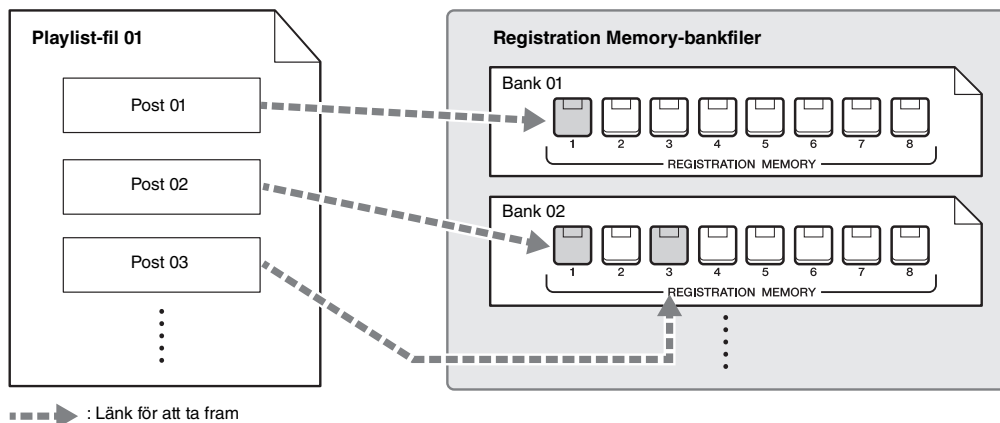 Playlist-fil 01
Post 01
Post 02
Post 03
Registration Memory-bankfiler
Bank 01
1 2 3 4 5 6 7 8
REGISTRATION MEMORY
Bank 02
1 2 3 4 5 6 7 8
REGISTRATION MEMORY
: Länk för att ta fram